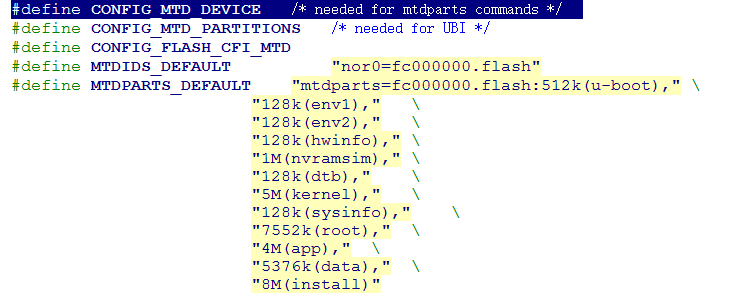 #define CONFIG_MTD_DEVICE /* needed for mtdparts commands */
#define CONFIG_MTD_PARTITIONS /* needed for UBI */
#define CONFIG_FLASH_CFI_MTD
#define MTDIDS_DEFAULT "nor0=fc000000.flash"
#define MTDPARTS_DEFAULT "mtdparts=fc000000.flash:512k(u-boot)," \
"128k(env1)," \
"128k(env2)," \
"128k(hwinfo)," \
"1M(nvramsim)," \
"128k(dtb)," \
"5M(kernel)," \
"128k(sysinfo)," \
"7552k(root)," \
"4M(app)," \
"5376k(data)," \
"8M(install)"